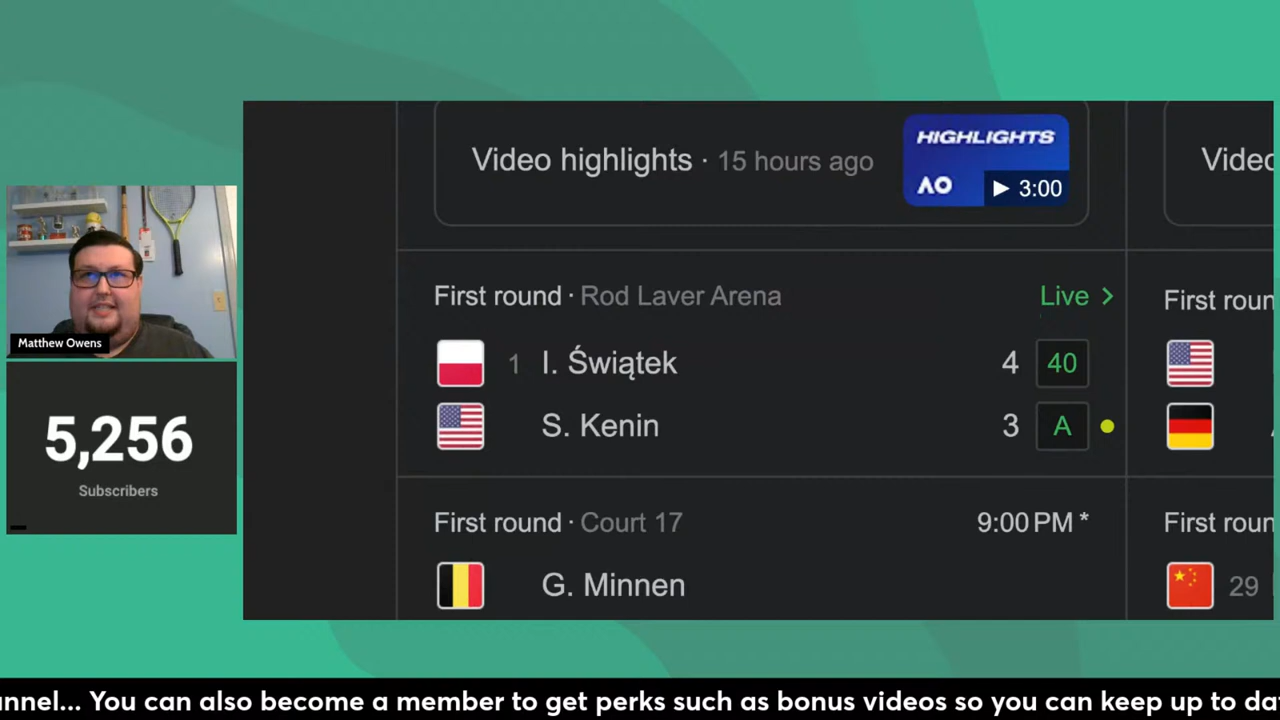 Video highlights · 15 hours ago
HIGHLIGHTS
AO
3:00
Video
First round · Rod Laver Arena
Live
1 I. Świątek 4 40
S. Kenin 3 A
First round · Court 17
9:00 PM *
G. Minnen
First roun
First roun
29
Matthew Owens
5,256
Subscribers
annel... You can also become a member to get perks such as bonus videos so you can keep up to da